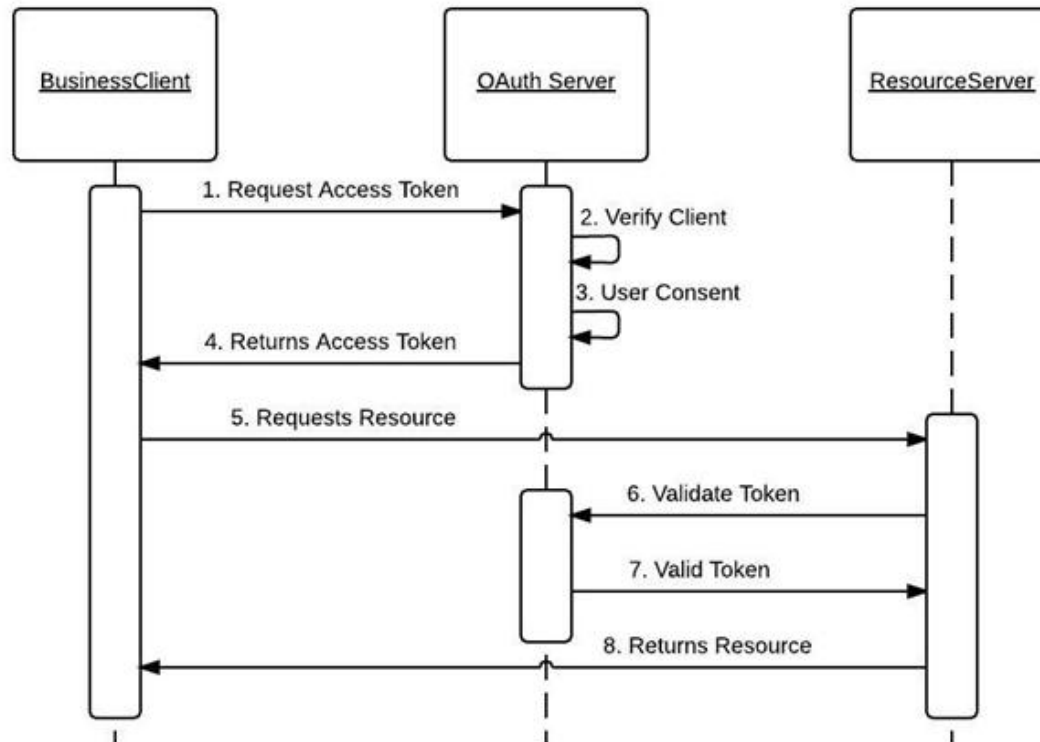 BusinessClient
OAuth Server
ResourceServer
1. Request Access Token
2. Verify Client
3. User Consent
4. Returns Access Token
5. Requests Resource
6. Validate Token
7. Valid Token
8. Returns Resource